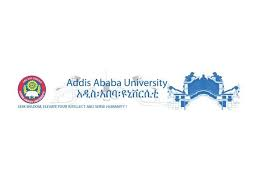 Addis Ababa University
አዲስ፡አበባ፡ዩኒቨርሲቲ
SEEK WISDOM, ELEVATE YOUR INTELLECT AND SERVE HUMANITY !